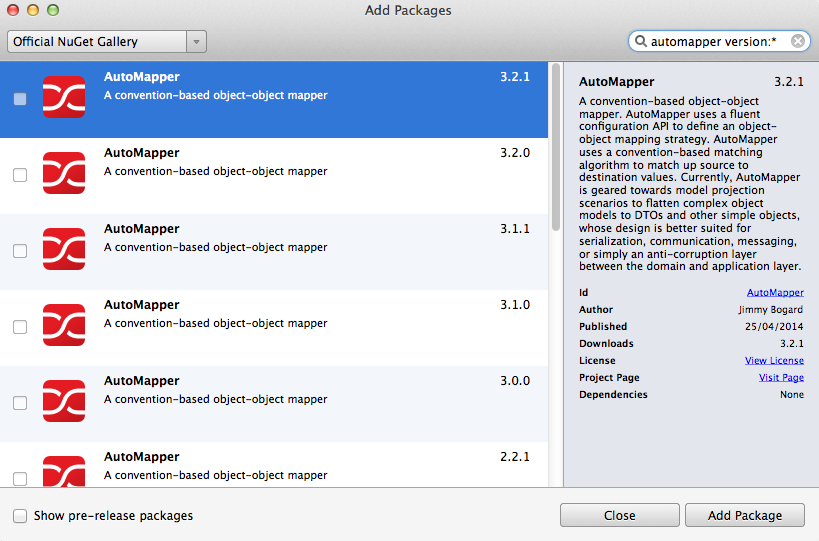 Add Packages
Official NuGet Gallery
automapper version:*
AutoMapper 3.2.1
A convention-based object-object mapper
AutoMapper 3.2.0
A convention-based object-object mapper
AutoMapper 3.1.1
A convention-based object-object mapper
AutoMapper 3.1.0
A convention-based object-object mapper
AutoMapper 3.0.0
A convention-based object-object mapper
AutoMapper 2.2.1
A convention-based object-object mapper
AutoMapper 3.2.1
A convention-based object-object
mapper. AutoMapper uses a fluent
configuration API to define an object-
object mapping strategy. AutoMapper
uses a convention-based matching
algorithm to match up source to
destination values. Currently, AutoMapper
is geared towards model projection
scenarios to flatten complex object
models to DTOs and other simple objects,
whose design is better suited for
serialization, communication, messaging,
or simply an anti-corruption layer
between the domain and application layer.
Id AutoMapper
Author Jimmy Bogard
Published 25/04/2014
Downloads 3.2.1
License View License
Project Page Visit Page
Dependencies None
Show pre-release packages
Close
Add Package